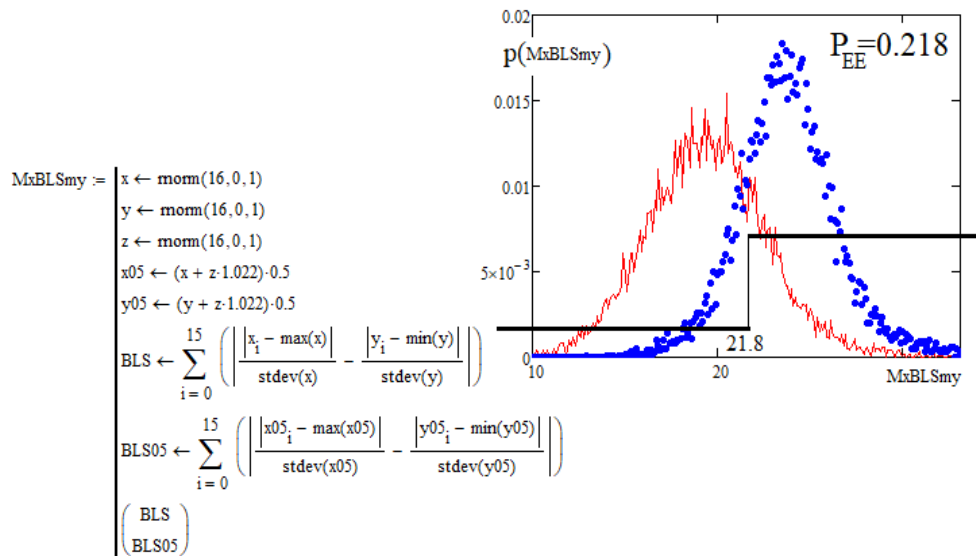 MxBLSmy :=
x ← rnorm(16,0,1)
y ← rnorm(16,0,1)
z ← rnorm(16,0,1)
x05 ← (x + z·1.022)·0.5
y05 ← (y + z·1.022)·0.5
BLS ← ∑ i = 0 15 ( | |x_i − max(x)| / stdev(x) − |y_i − min(y)| / stdev(y) | )
BLS05 ← ∑ i = 0 15 ( | |x05_i − max(x05)| / stdev(x05) − |y05_i − min(y05)| / stdev(y05) | )
( BLS
BLS05 )
0.02
p(MxBLSmy)
P_EE=0.218
0.015
0.01
5×10⁻³
0
21.8
10
20
MxBLSmy